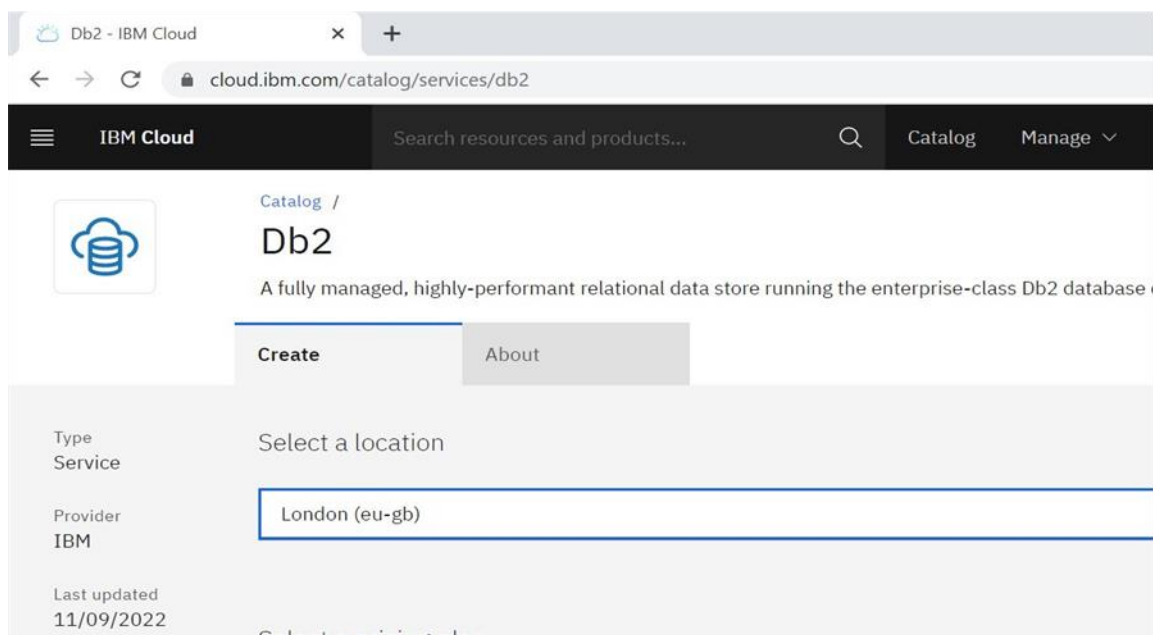 Db2 - IBM Cloud
cloud.ibm.com/catalog/services/db2
IBM Cloud Search resources and products... Catalog Manage
Catalog /
Db2
A fully managed, highly-performant relational data store running the enterprise-class Db2 database
Create About
Type
Service
Select a location
London (eu-gb)
Provider
IBM
Last updated
11/09/2022